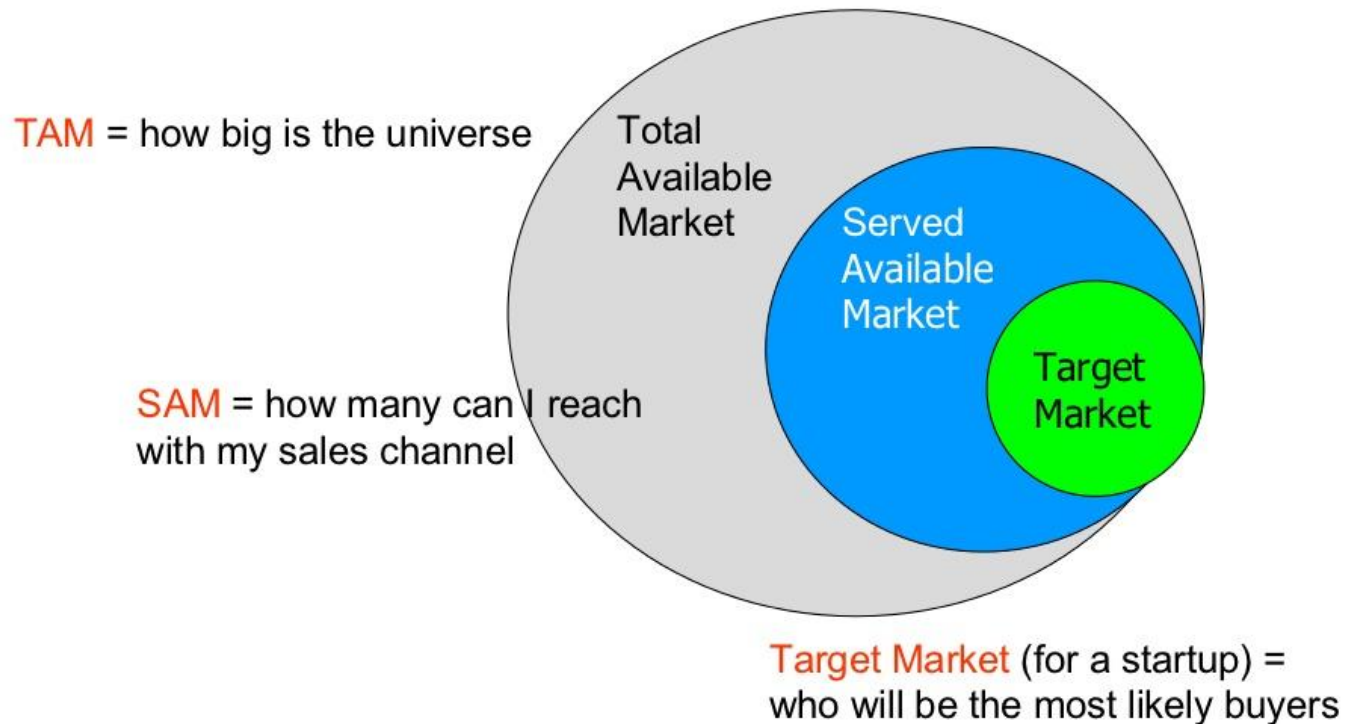 TAM = how big is the universe
Total
Available
Market
Served
Available
Market
Target
Market
SAM = how many can I reach
with my sales channel
Target Market (for a startup) =
who will be the most likely buyers